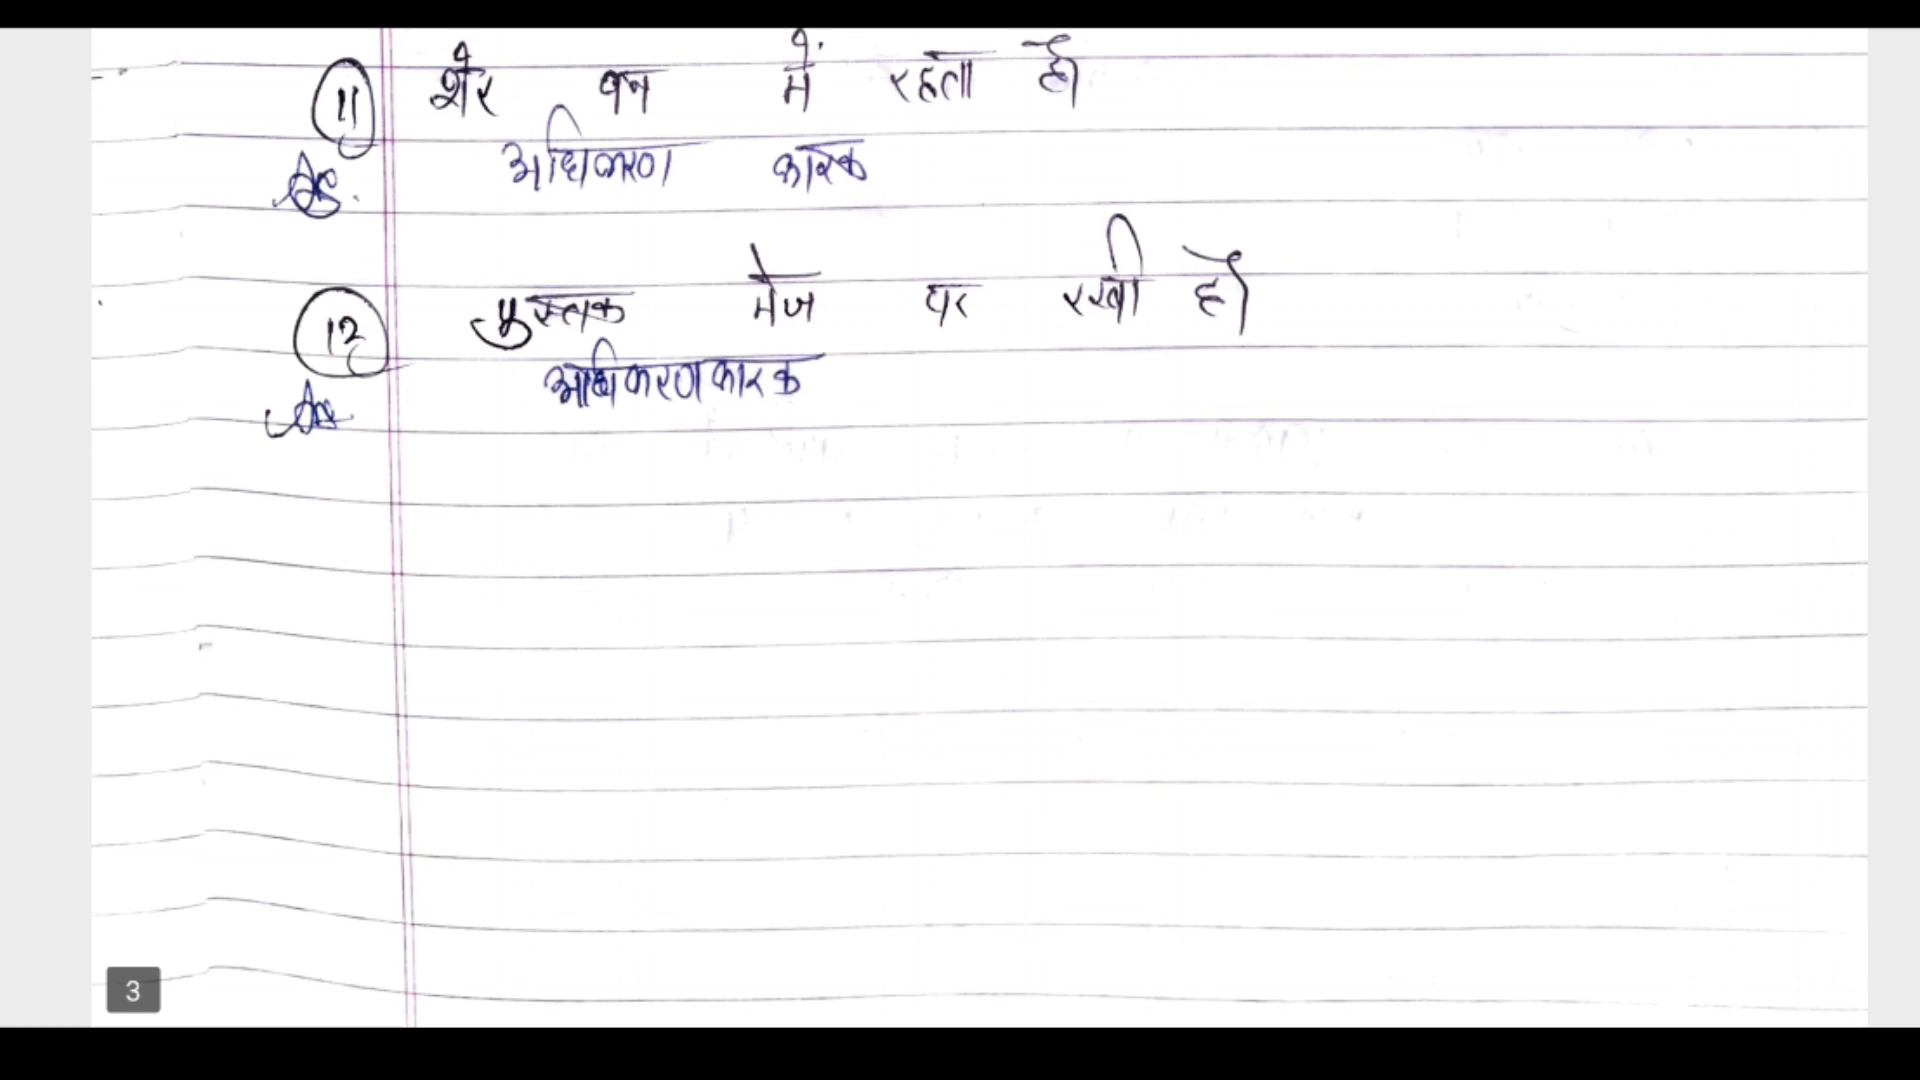 11 शेर वन में रहता है।
Ans. अधिकरण कारक
12 पुस्तक मेज पर रखी है।
Ans अधिकरण कारक
3